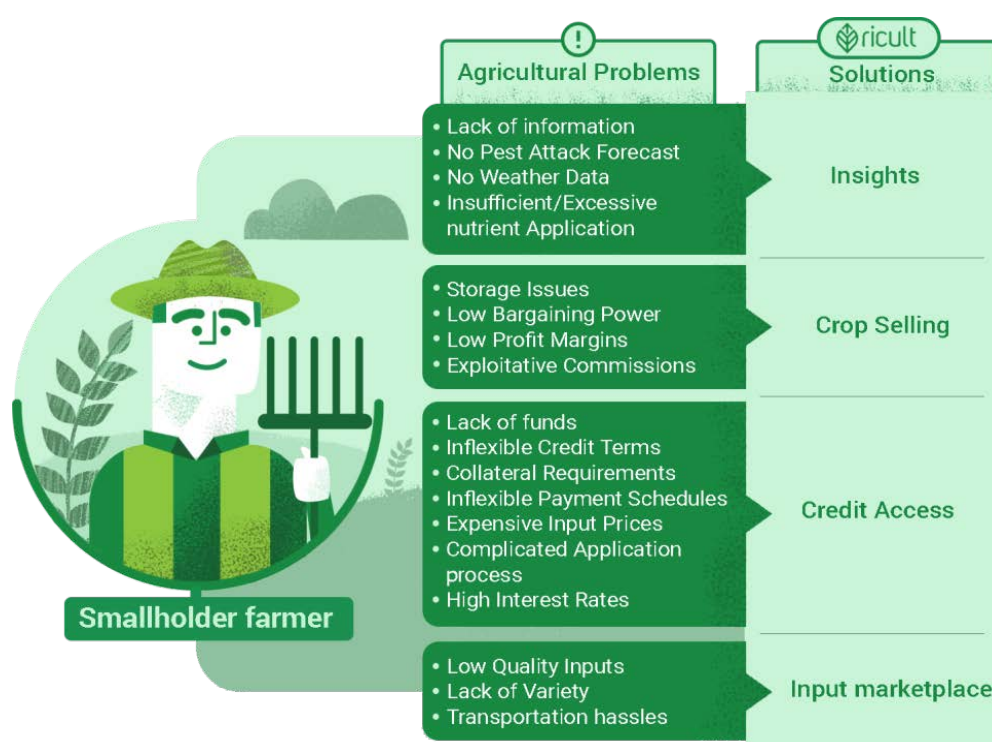 Agricultural Problems
ricult
Solutions
• Lack of information
• No Pest Attack Forecast
• No Weather Data
• Insufficient/Excessive
nutrient Application
Insights
• Storage Issues
• Low Bargaining Power
• Low Profit Margins
• Exploitative Commissions
Crop Selling
• Lack of funds
• Inflexible Credit Terms
• Collateral Requirements
• Inflexible Payment Schedules
• Expensive Input Prices
• Complicated Application
process
• High Interest Rates
Credit Access
• Low Quality Inputs
• Lack of Variety
• Transportation hassles
Input marketplace
Smallholder farmer